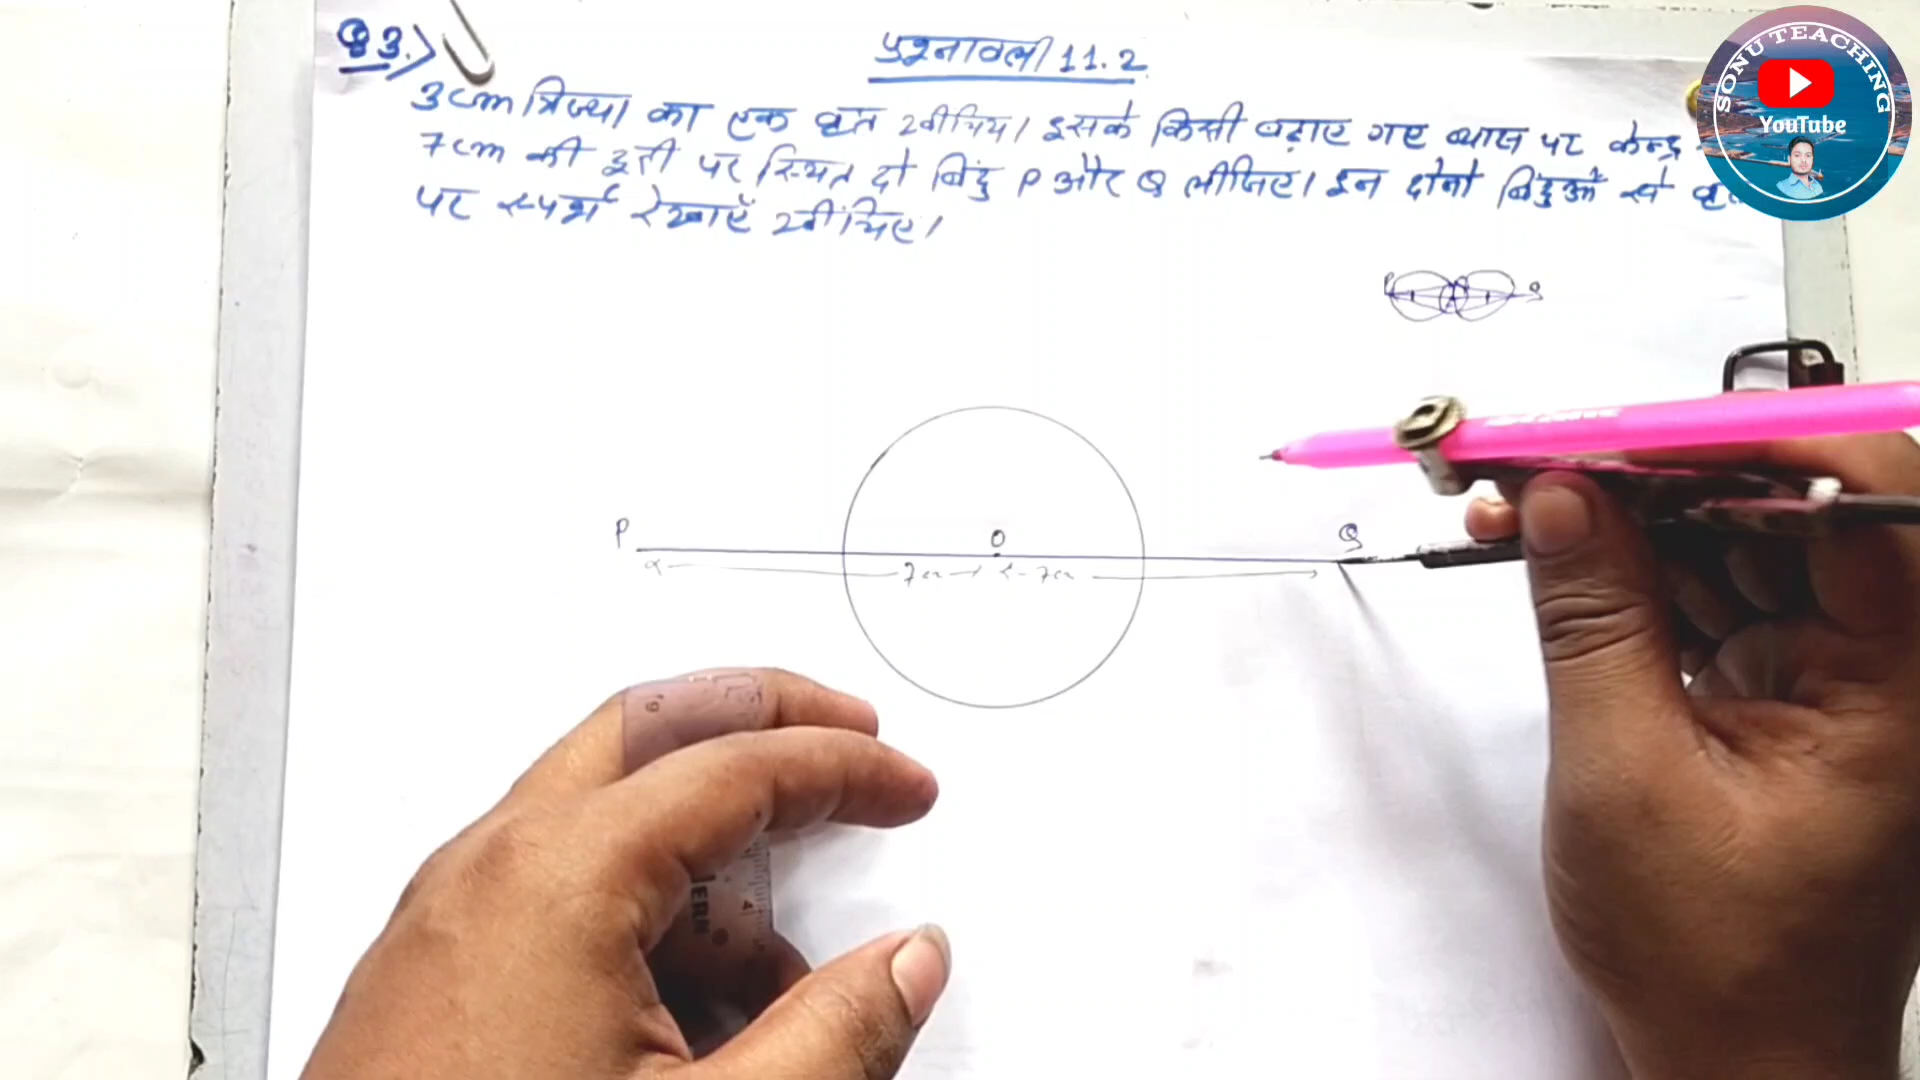 प्रश्नावली 11.2
Q3.>
3cm त्रिज्या का एक वृत खींचिय। इसके किसी बढ़ाए गए व्यास पर केन्द्र
7cm की दूरी पर स्थित दो बिंदु P और Q लीजिए। इन दोनो बिंदुओं से
पर स्पर्श रेखाएँ खींचिए।
SONU TEACHING
YouTube
P
O
Q
7cm
7cm